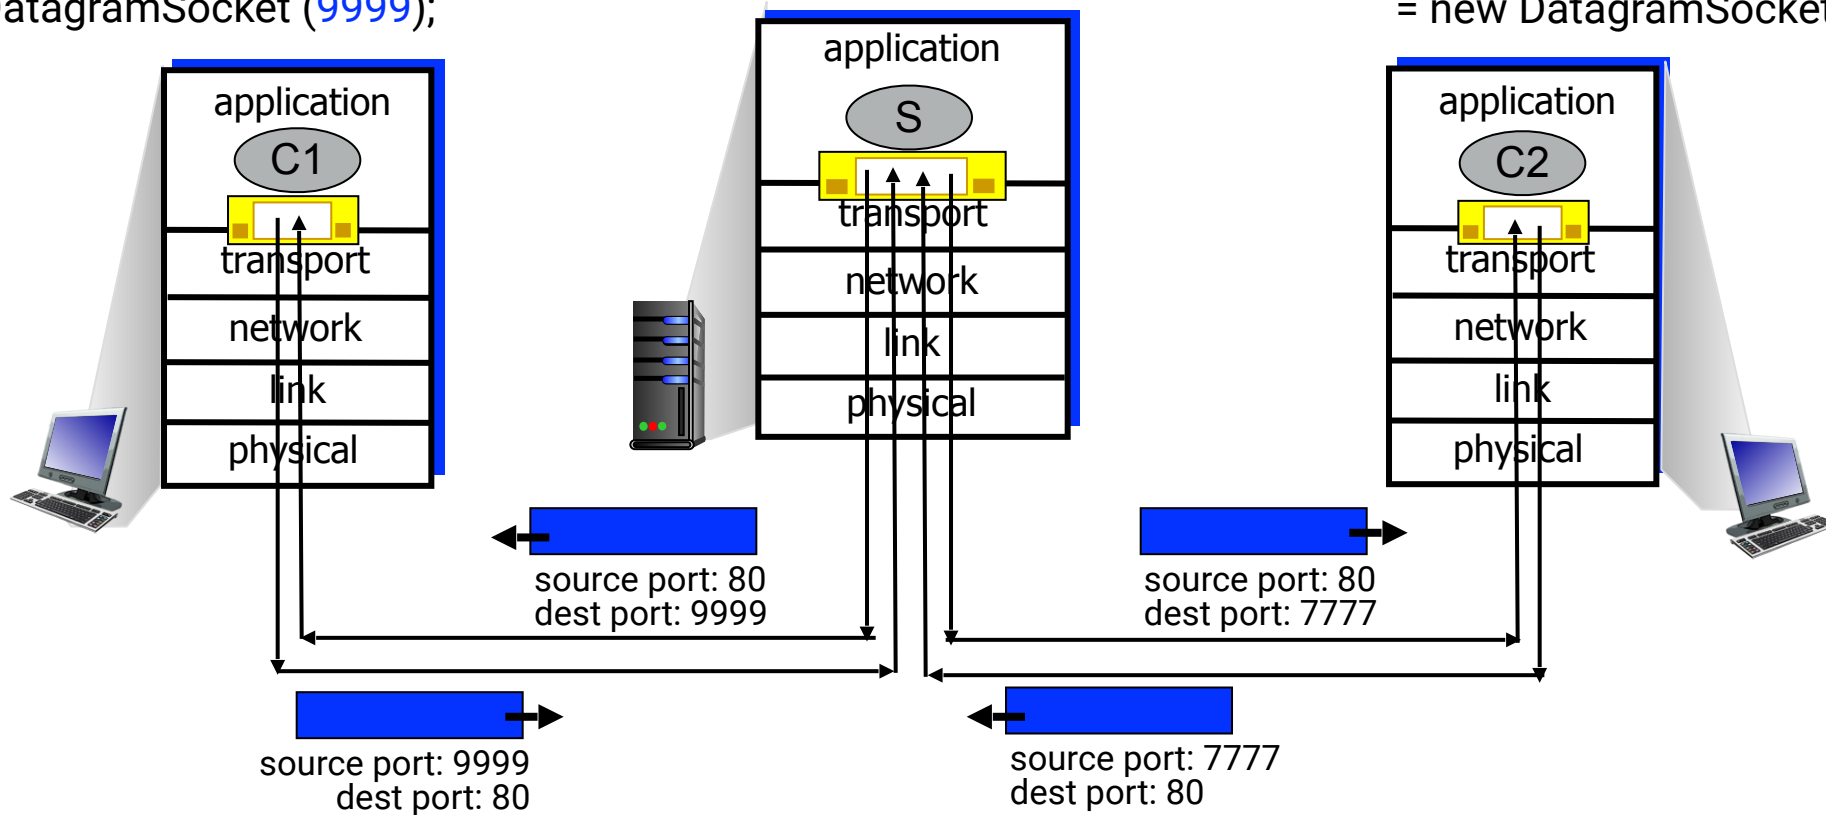 DatagramSocket (9999);
= new DatagramSocket
application
C1
transport
network
link
physical
application
S
transport
network
link
physical
application
C2
transport
network
link
physical
source port: 80
dest port: 9999
source port: 80
dest port: 7777
source port: 9999
dest port: 80
source port: 7777
dest port: 80